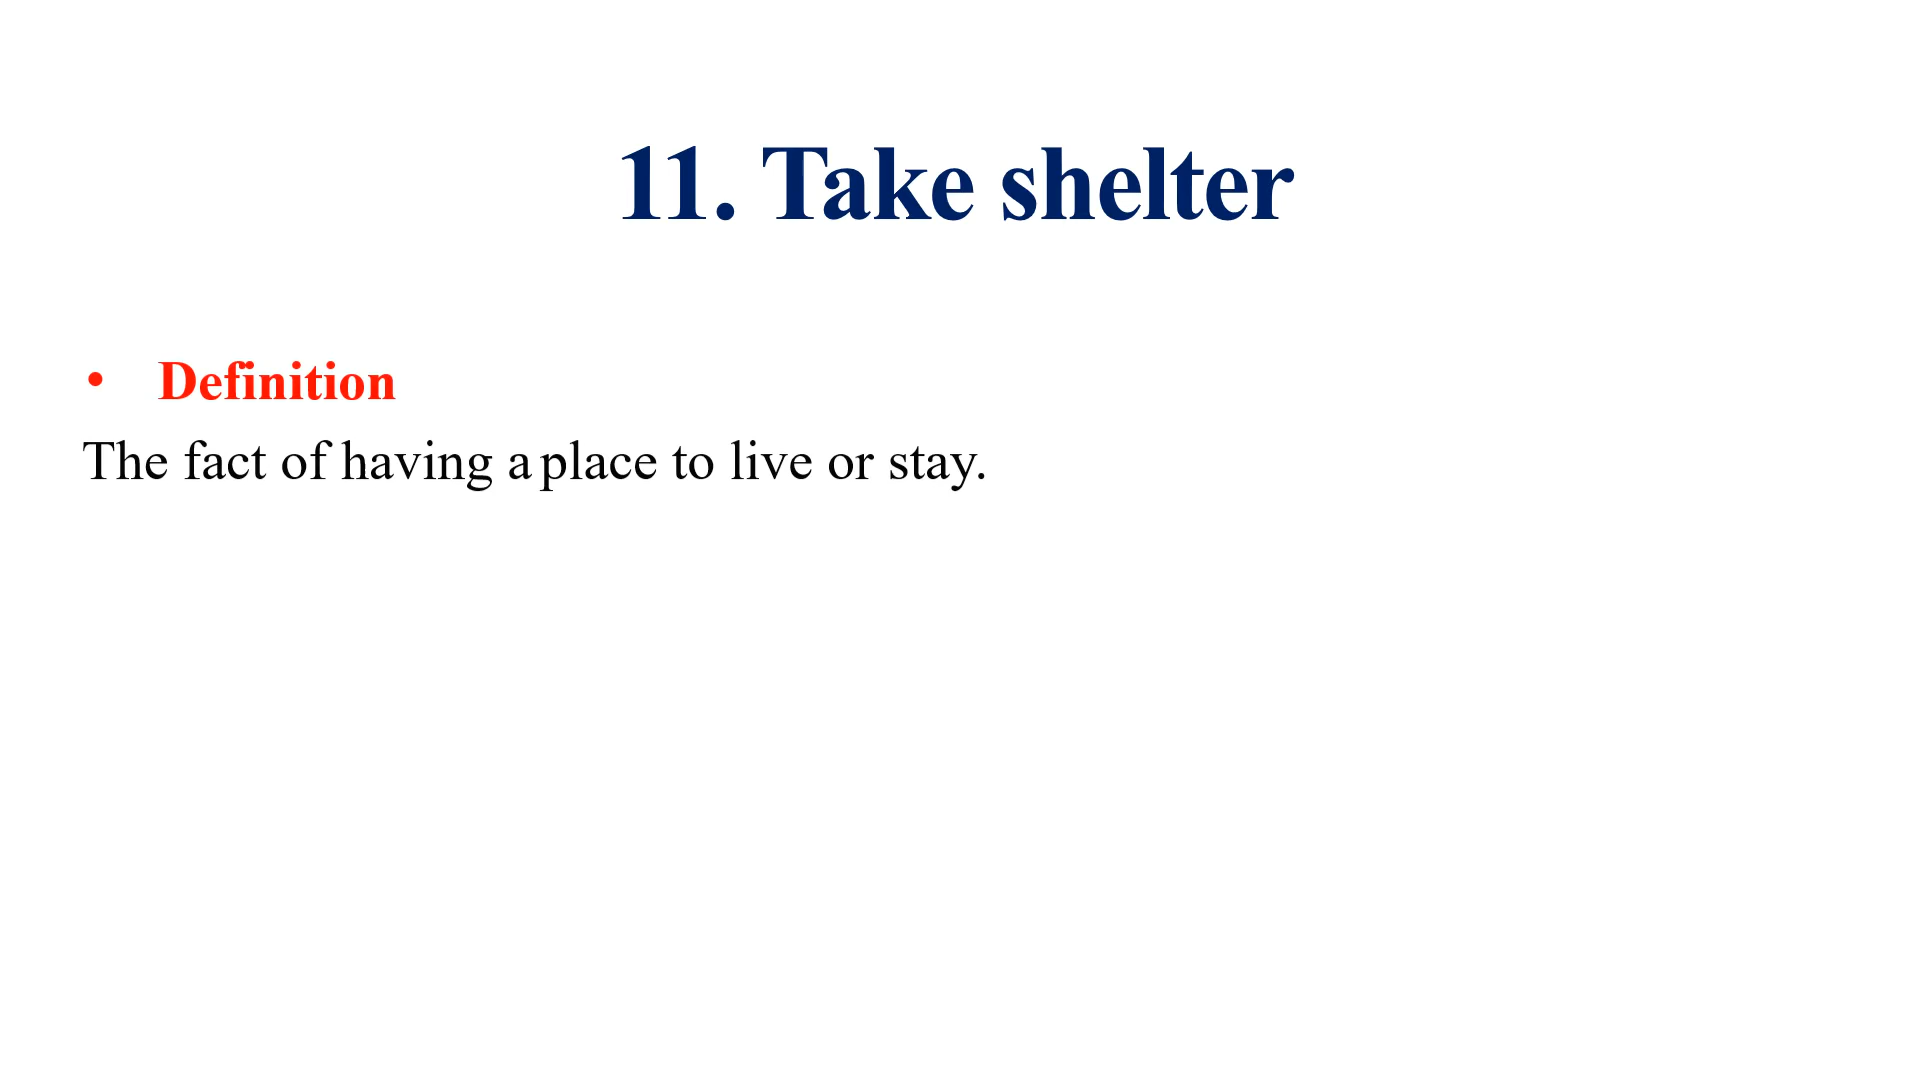 11. Take shelter
• Definition
The fact of having a place to live or stay.